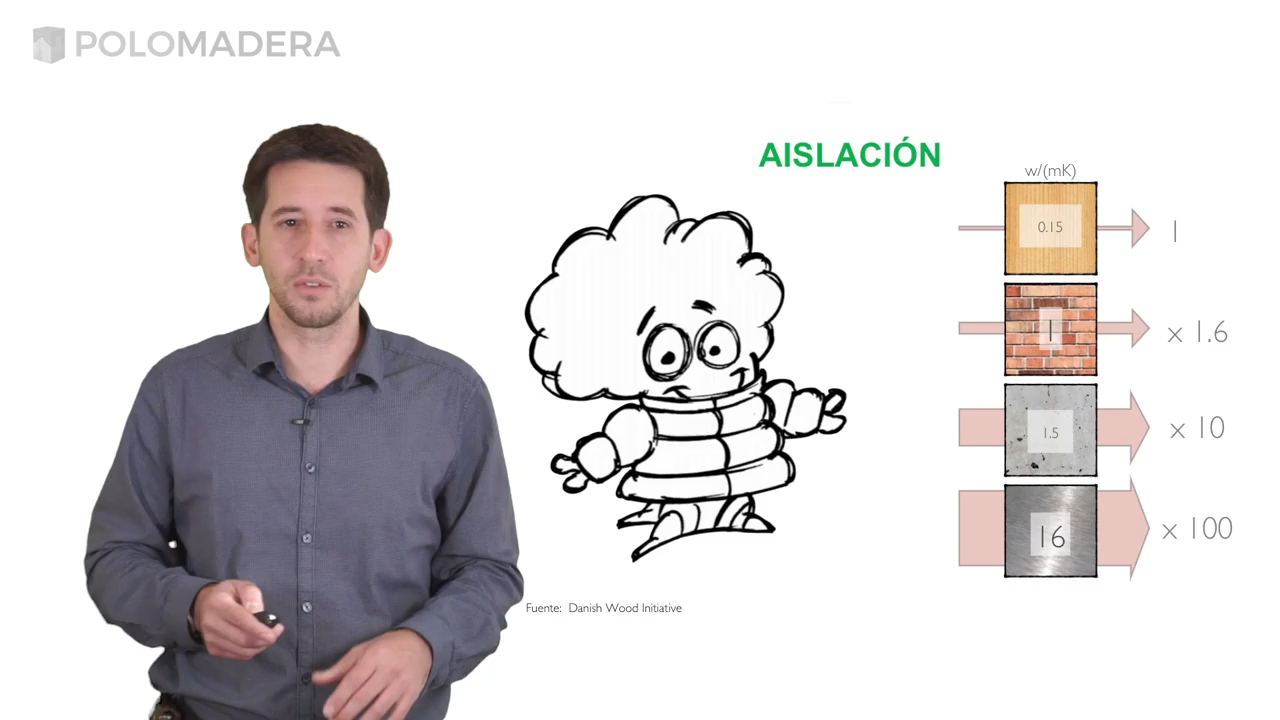 POLOMADERA
AISLACIÓN
w/(mK)
0.15
1
1
x 1.6
1.5
x 10
16
x 100
Fuente: Danish Wood Initiative